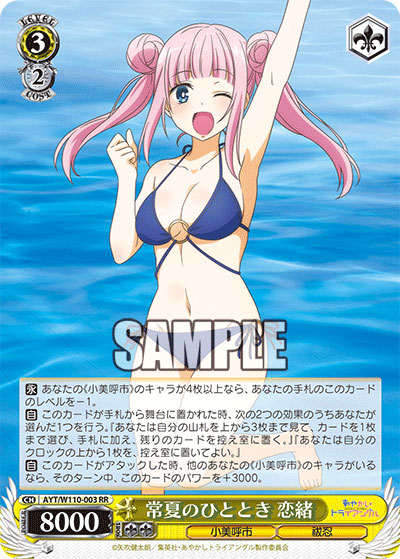 LEVEL
3
2
COST
SAMPLE
永 あなたの《小美呼市》のキャラが4枚以上なら、あなたの手札のこのカード
のレベルを－1。
自 このカードが手札から舞台に置かれた時、次の2つの効果のうちあなたが
選んだ1つを行う。『あなたは自分の山札を上から3枚まで見て、カードを1枚
まで選び、手札に加え、残りのカードを控え室に置く。』『あなたは自分の
クロックの上から1枚を、控え室に置いてよい。』
自 このカードがアタックした時、他のあなたの《小美呼市》のキャラがいるな
ら、そのターン中、このカードのパワーを＋3000。
CH AYT/W110-003 RR
8000
常夏のひととき 恋緒
あやかしトライアングル
小美呼市 祓忍
©矢吹健太朗／集英社・あやかしトライアングル製作委員会